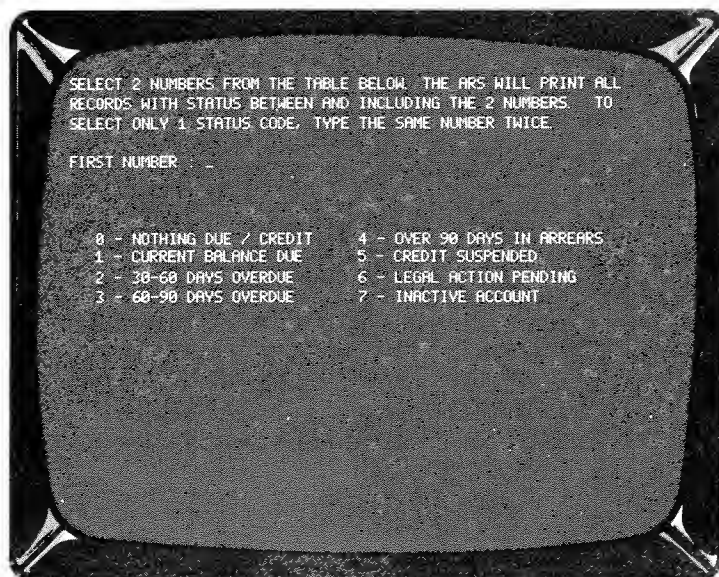 SELECT 2 NUMBERS FROM THE TABLE BELOW. THE ARS WILL PRINT ALL
RECORDS WITH STATUS BETWEEN AND INCLUDING THE 2 NUMBERS. TO
SELECT ONLY 1 STATUS CODE, TYPE THE SAME NUMBER TWICE.
FIRST NUMBER : _
0 - NOTHING DUE / CREDIT 4 - OVER 90 DAYS IN ARREARS
1 - CURRENT BALANCE DUE 5 - CREDIT SUSPENDED
2 - 30-60 DAYS OVERDUE 6 - LEGAL ACTION PENDING
3 - 60-90 DAYS OVERDUE 7 - INACTIVE ACCOUNT